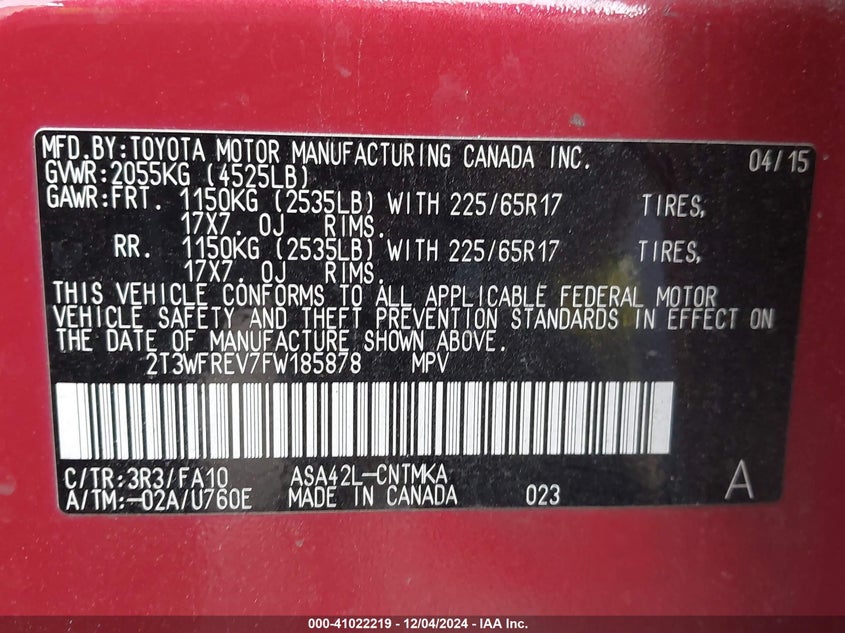 MFD.BY:TOYOTA MOTOR MANUFACTURING CANADA INC. 04/15
GVWR:2055KG (4525LB)
GAWR:FRT. 1150KG (2535LB) WITH 225/65R17 TIRES,
17X7. OJ RIMS.
RR. 1150KG (2535LB) WITH 225/65R17 TIRES,
17X7. OJ RIMS.
THIS VEHICLE CONFORMS TO ALL APPLICABLE FEDERAL MOTOR
VEHICLE SAFETY AND THEFT PREVENTION STANDARDS IN EFFECT ON
THE DATE OF MANUFACTURE SHOWN ABOVE.
2T3WFREV7FW185878 MPV
C/TR:3R3/FA10 ASA42L-CNTMKA
A/TM:-02A/U760E MADE IN CANADA 023 A
000-41022219 - 12/04/2024 - IAA Inc.